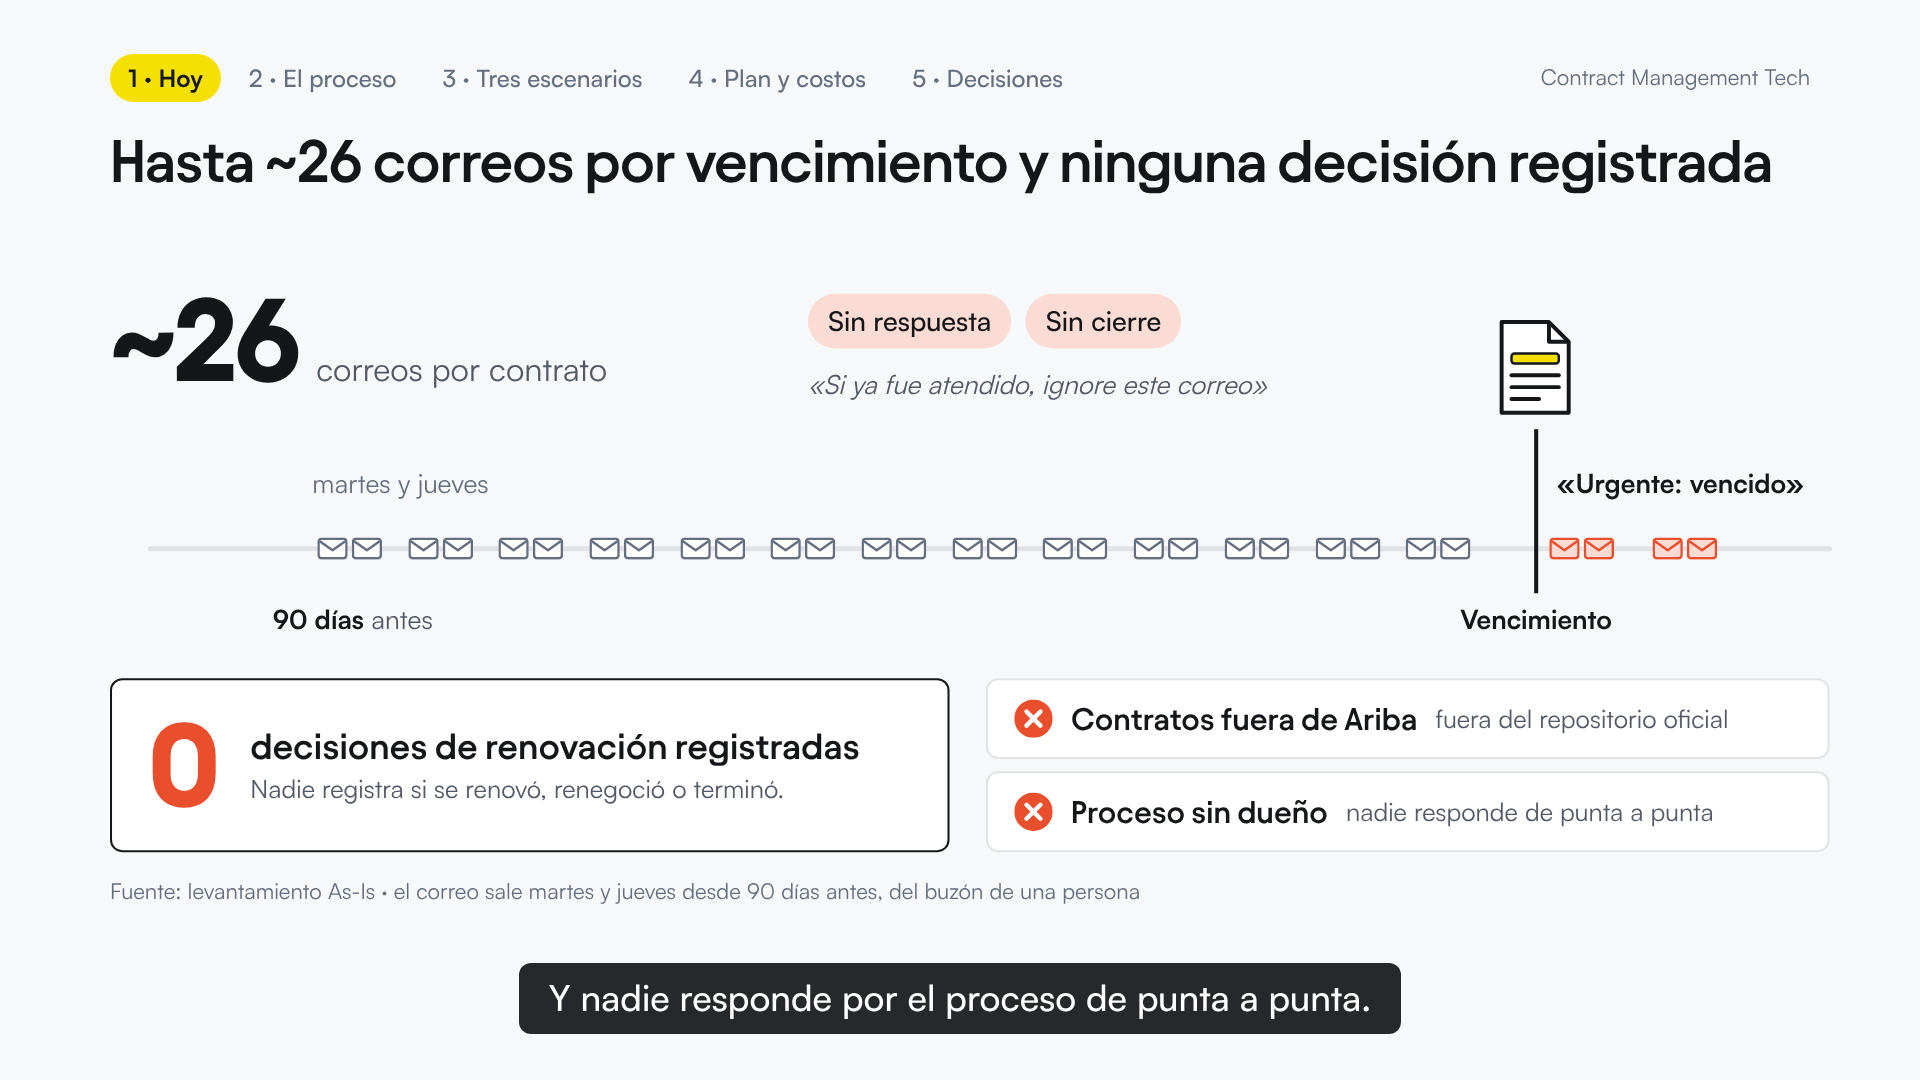 1 · Hoy
2 · El proceso
3 · Tres escenarios
4 · Plan y costos
5 · Decisiones
Contract Management Tech
Hasta ~26 correos por vencimiento y ninguna decisión registrada
~26 correos por contrato
Sin respuesta
Sin cierre
«Si ya fue atendido, ignore este correo»
martes y jueves
«Urgente: vencido»
90 días antes
Vencimiento
0
decisiones de renovación registradas
Nadie registra si se renovó, renegoció o terminó.
Contratos fuera de Ariba fuera del repositorio oficial
Proceso sin dueño nadie responde de punta a punta
Fuente: levantamiento As-Is · el correo sale martes y jueves desde 90 días antes, del buzón de una persona
Y nadie responde por el proceso de punta a punta.